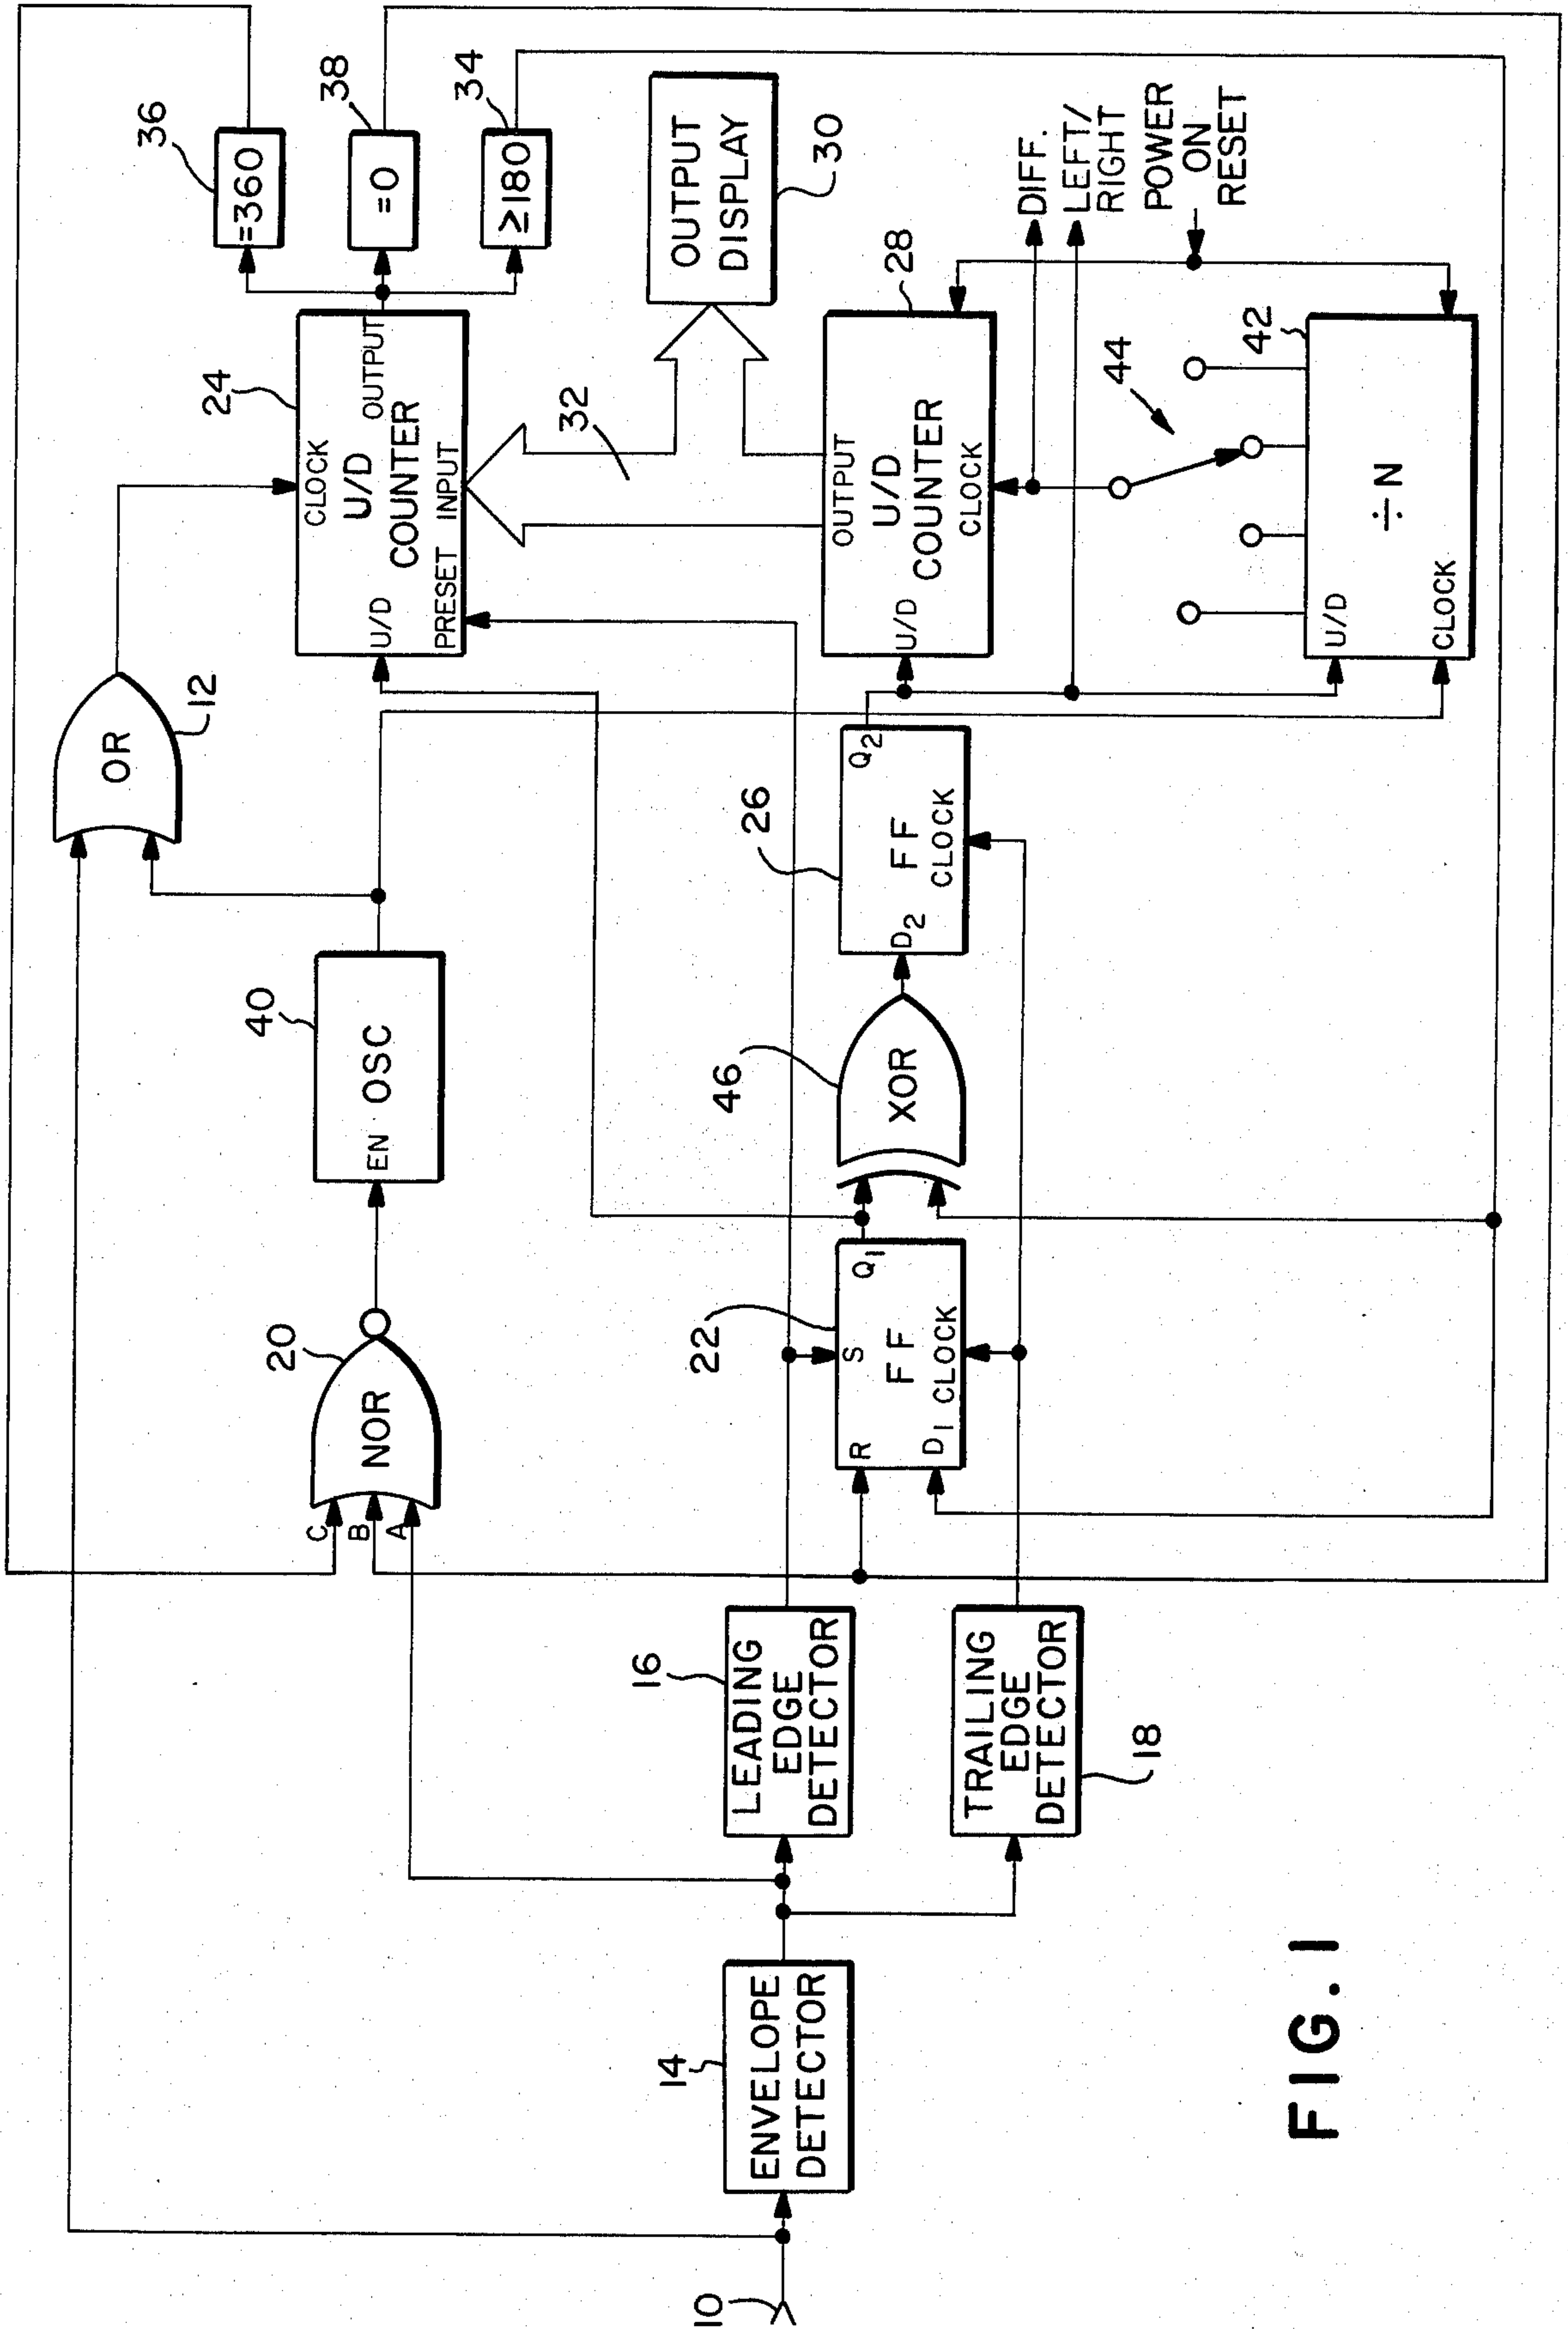 36
=360
38
=0
34
≥180
OUTPUT
DISPLAY
30
24
CLOCK
U/D
COUNTER
OUTPUT
U/D
PRESET
INPUT
32
28
OUTPUT
U/D
COUNTER
CLOCK
U/D
DIFF.
LEFT/
RIGHT
POWER
ON
RESET
44
42
÷N
U/D
CLOCK
OR
12
40
EN OSC
20
NOR
C
B
A
26
Q2
FF
D2
CLOCK
46
XOR
22
Q1
S
FF
R
D1 CLOCK
16
LEADING
EDGE
DETECTOR
TRAILING
EDGE
DETECTOR
18
14
ENVELOPE
DETECTOR
10
FIG. 1